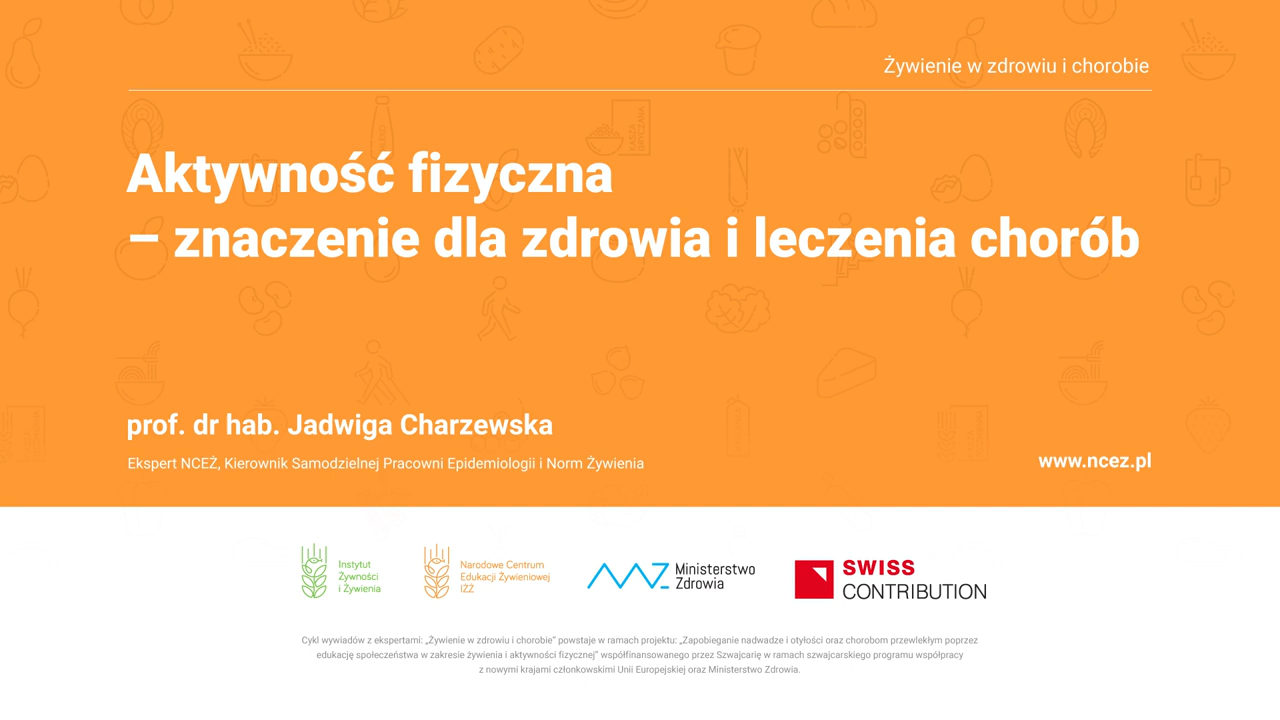 Żywienie w zdrowiu i chorobie
Aktywność fizyczna
– znaczenie dla zdrowia i leczenia chorób
prof. dr hab. Jadwiga Charzewska
Ekspert NCEŻ, Kierownik Samodzielnej Pracowni Epidemiologii i Norm Żywienia
www.ncez.pl
Instytut
Żywności
i Żywienia
Narodowe Centrum
Edukacji Żywieniowej
IŻŻ
Ministerstwo
Zdrowia
SWISS
CONTRIBUTION
Cykl wywiadów z ekspertami: „Żywienie w zdrowiu i chorobie” powstaje w ramach projektu: „Zapobieganie nadwadze i otyłości oraz chorobom przewlekłym poprzez
edukację społeczeństwa w zakresie żywienia i aktywności fizycznej” współfinansowanego przez Szwajcarię w ramach szwajcarskiego programu współpracy
z nowymi krajami członkowskimi Unii Europejskiej oraz Ministerstwo Zdrowia.